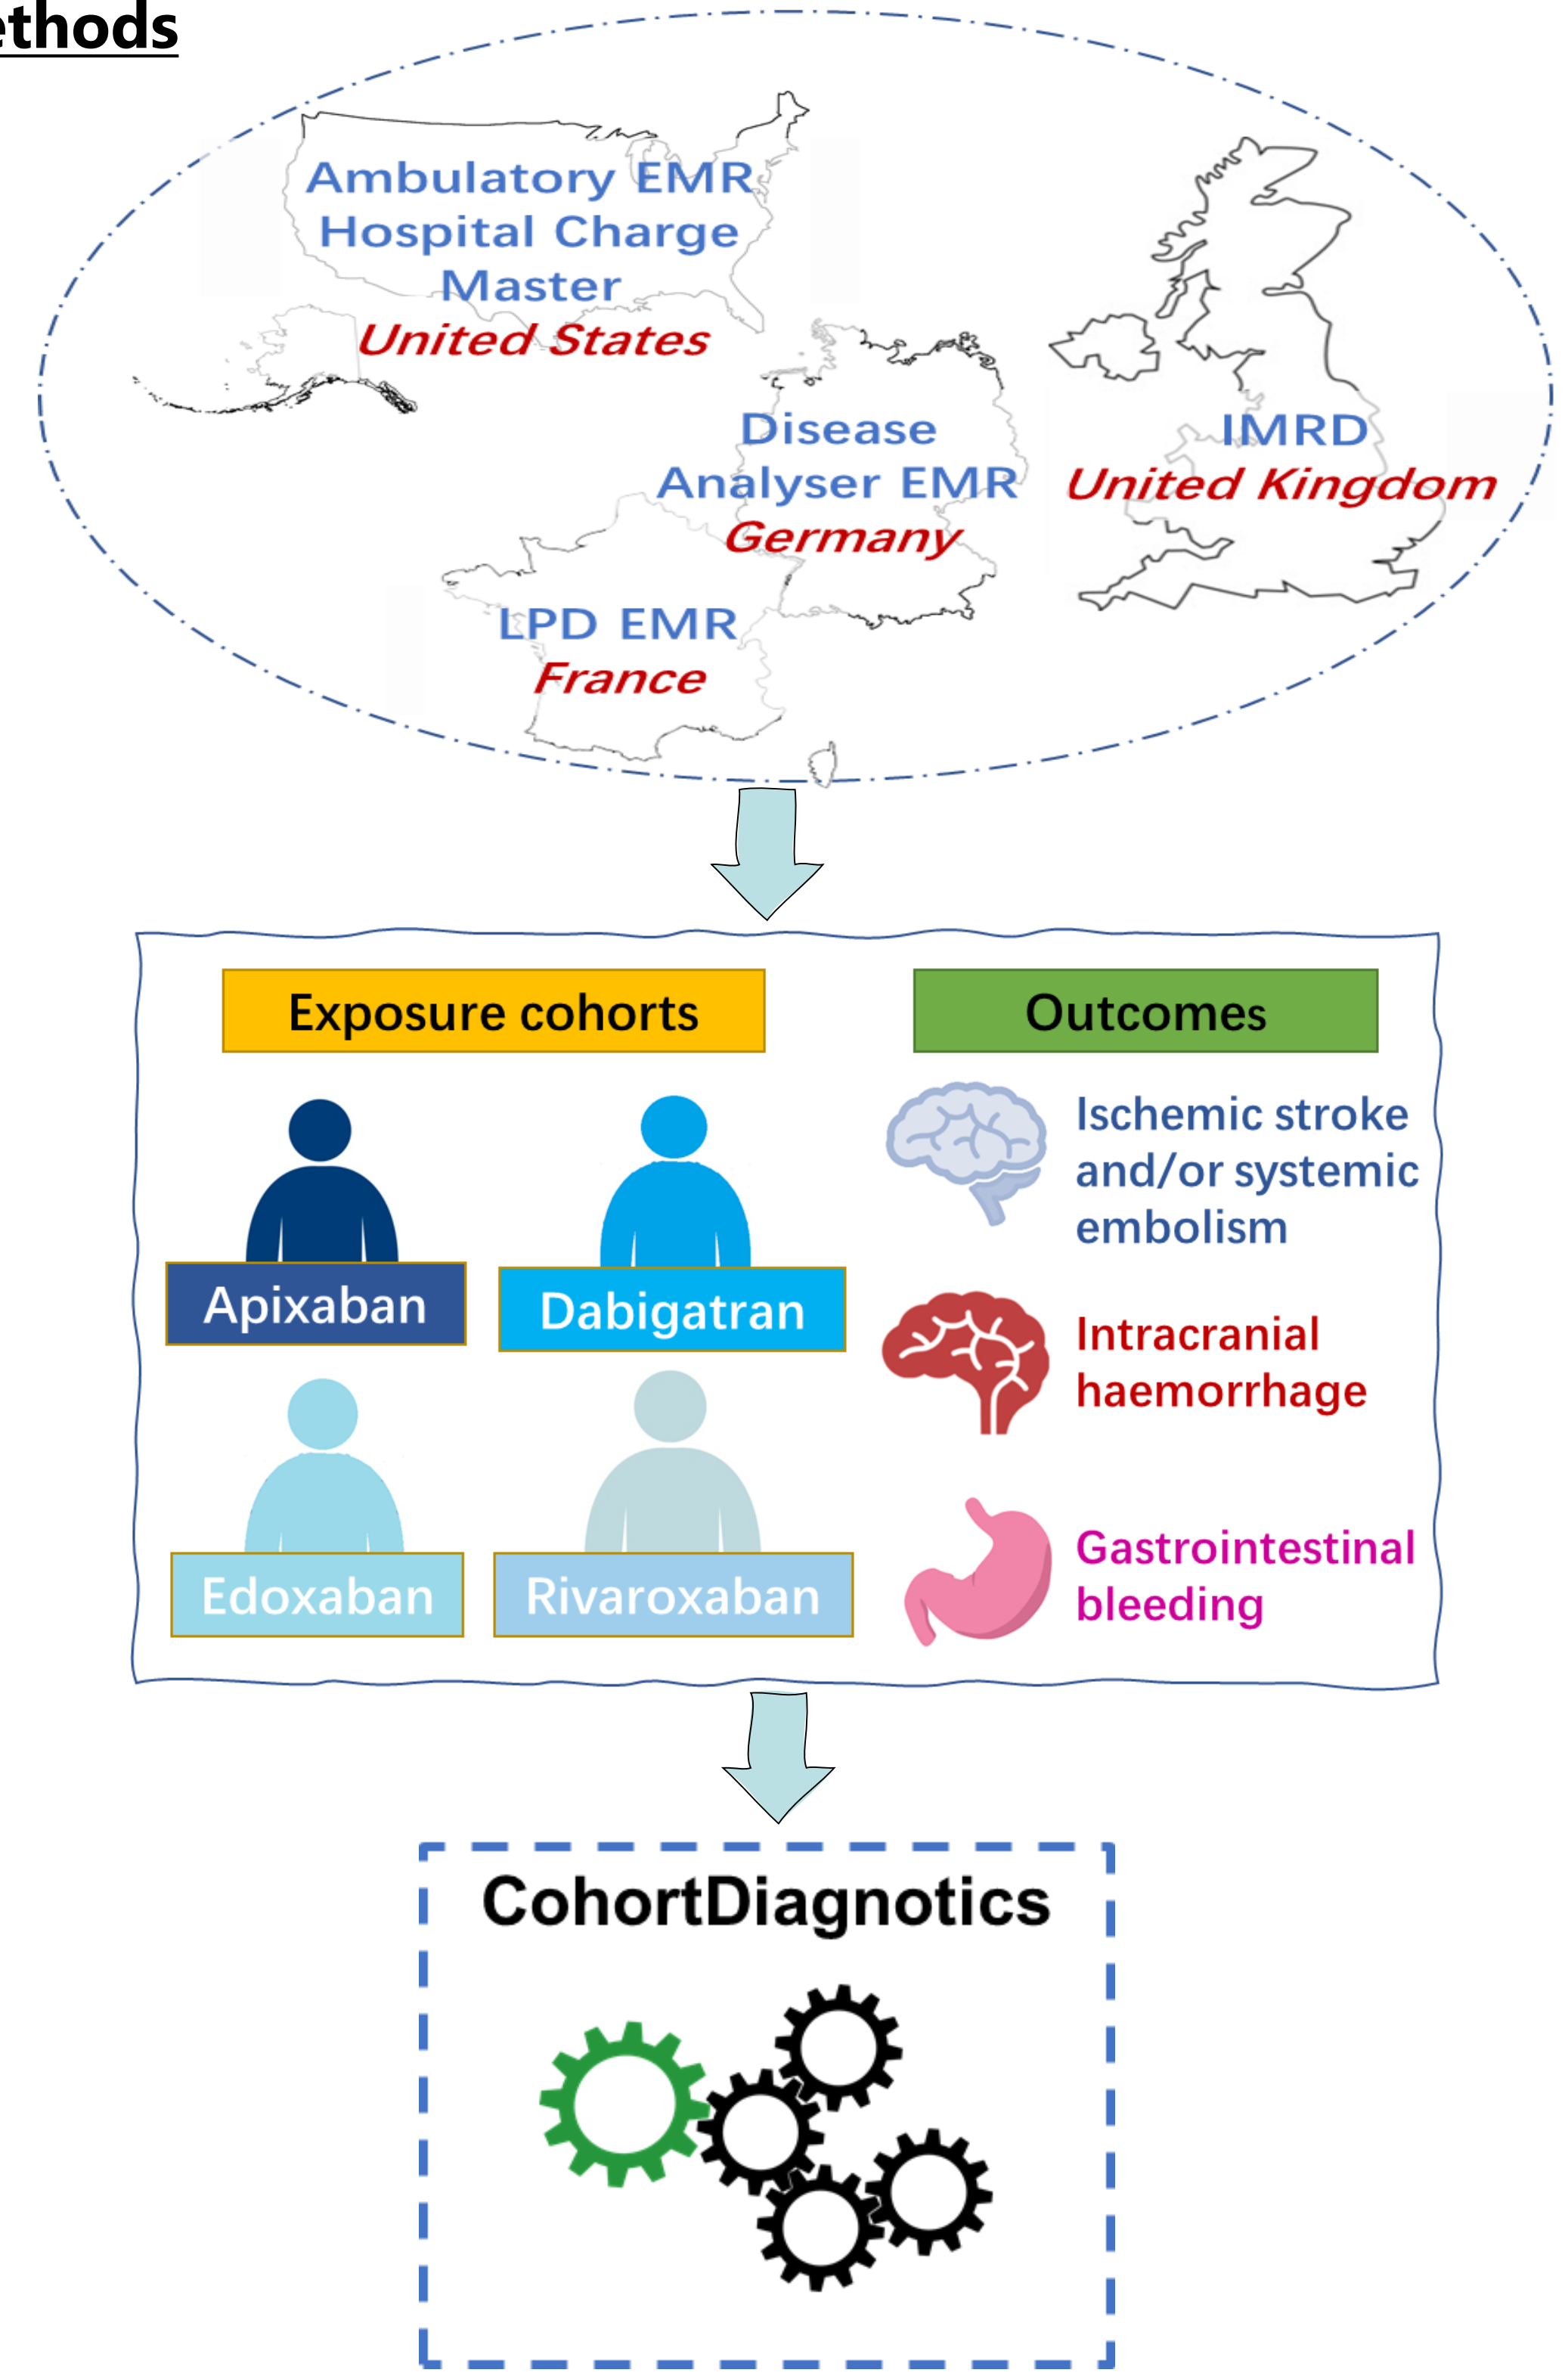 ethods
Ambulatory EMR
Hospital Charge
Master
United States
Disease
Analyser EMR
Germany
IMRD
United Kingdom
LPD EMR
France
Exposure cohorts
Outcomes
Apixaban
Dabigatran
Edoxaban
Rivaroxaban
Ischemic stroke
and/or systemic
embolism
Intracranial
haemorrhage
Gastrointestinal
bleeding
CohortDiagnotics